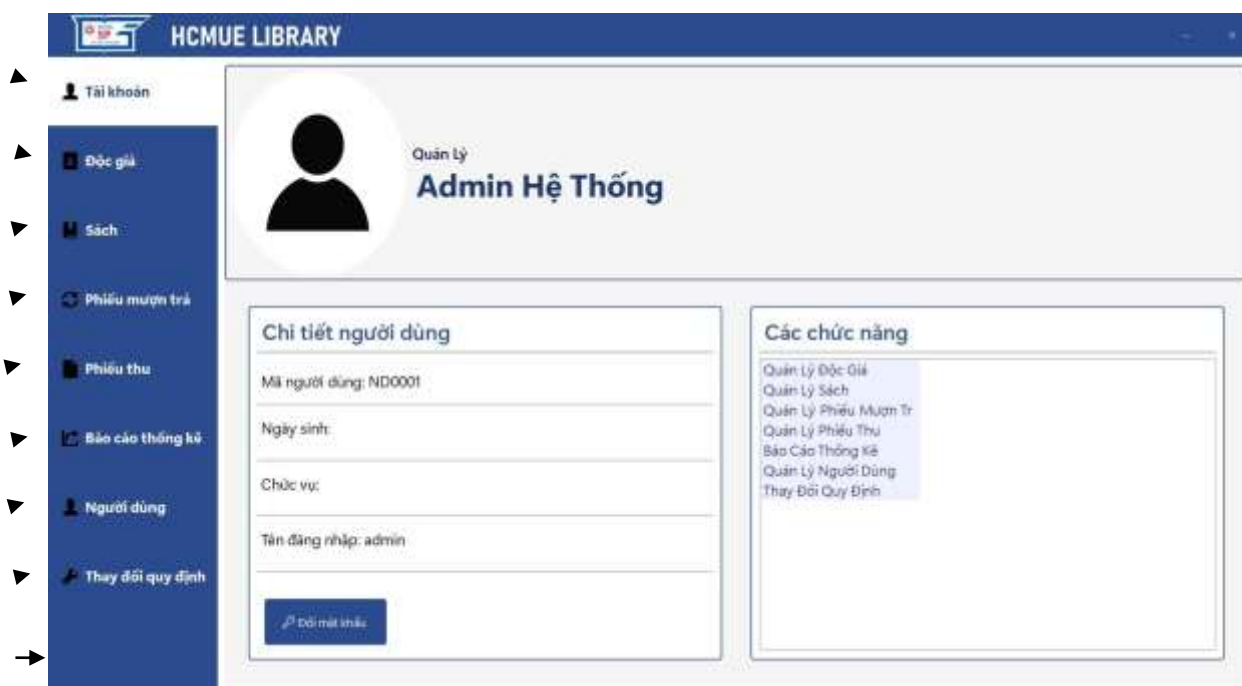 HCMUE LIBRARY
Tài khoản
Độc giả
Sách
Phiếu mượn trả
Phiếu thu
Báo cáo thống kê
Người dùng
Thay đổi quy định
Quản Lý
Admin Hệ Thống
Chi tiết người dùng
Mã người dùng: ND0001
Ngày sinh:
Chức vụ:
Tên đăng nhập: admin
Đổi mật khẩu
Các chức năng
Quản Lý Độc Giả
Quản Lý Sách
Quản Lý Phiếu Mượn Tr
Quản Lý Phiếu Thu
Báo Cáo Thống Kê
Quản Lý Người Dùng
Thay Đổi Quy Định